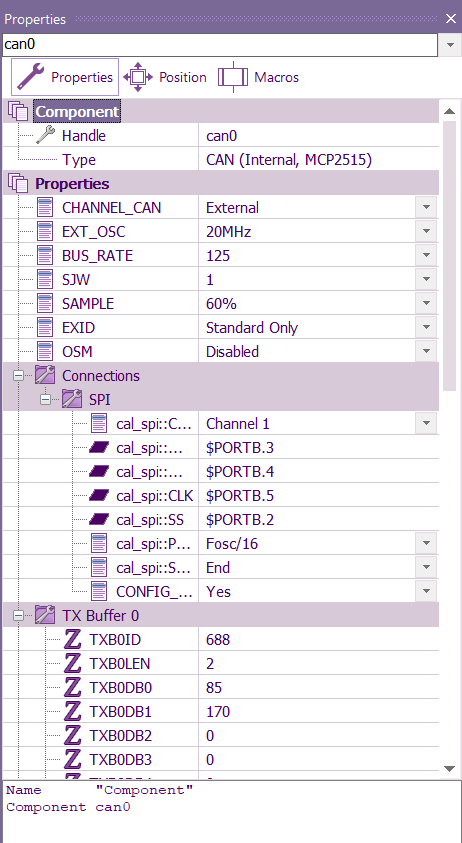 Properties
can0
Properties Position Macros
Component
Handle can0
Type CAN (Internal, MCP2515)
Properties
CHANNEL_CAN External
EXT_OSC 20MHz
BUS_RATE 125
SJW 1
SAMPLE 60%
EXID Standard Only
OSM Disabled
Connections
SPI
cal_spi::C... Channel 1
cal_spi::... $PORTB.3
cal_spi::... $PORTB.4
cal_spi::CLK $PORTB.5
cal_spi::SS $PORTB.2
cal_spi::P... Fosc/16
cal_spi::S... End
CONFIG_... Yes
TX Buffer 0
TXB0ID 688
TXB0LEN 2
TXB0DB0 85
TXB0DB1 170
TXB0DB2 0
TXB0DB3 0
Name "Component"
Component can0